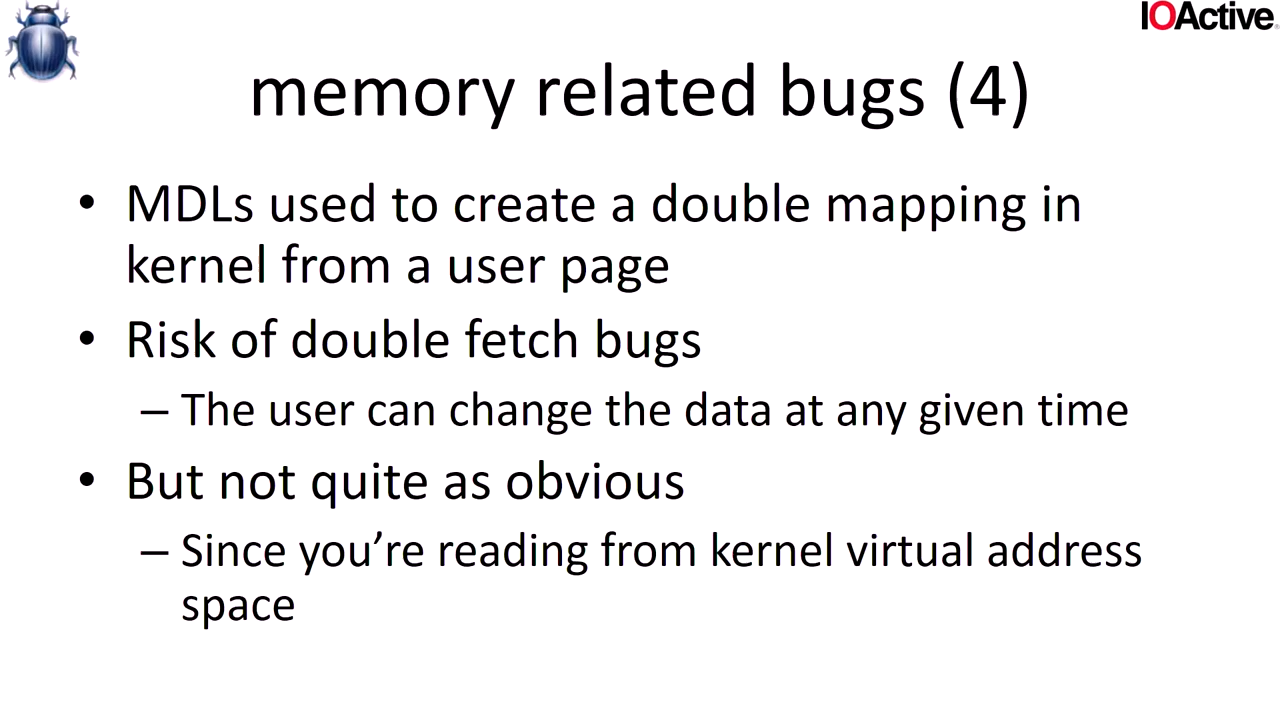 IOActive
memory related bugs (4)
• MDLs used to create a double mapping in
kernel from a user page
• Risk of double fetch bugs
– The user can change the data at any given time
• But not quite as obvious
– Since you’re reading from kernel virtual address
space